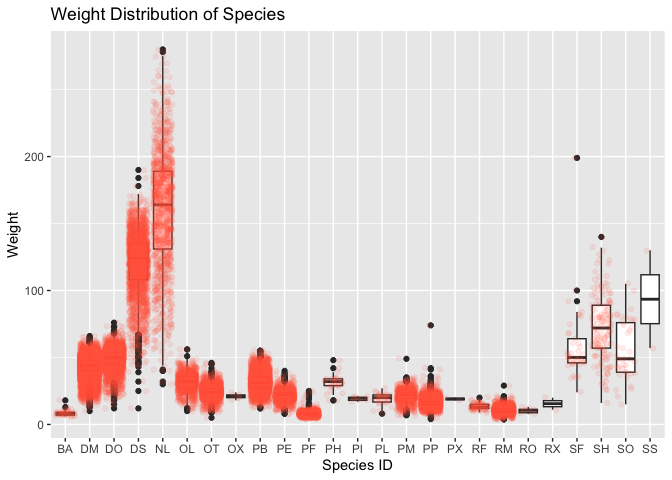 Weight Distribution of Species
Weight
200
100
0
BA DM DO DS NL OL OT OX PB PE PF PH PI PL PM PP PX RF RM RO RX SF SH SO SS
Species ID